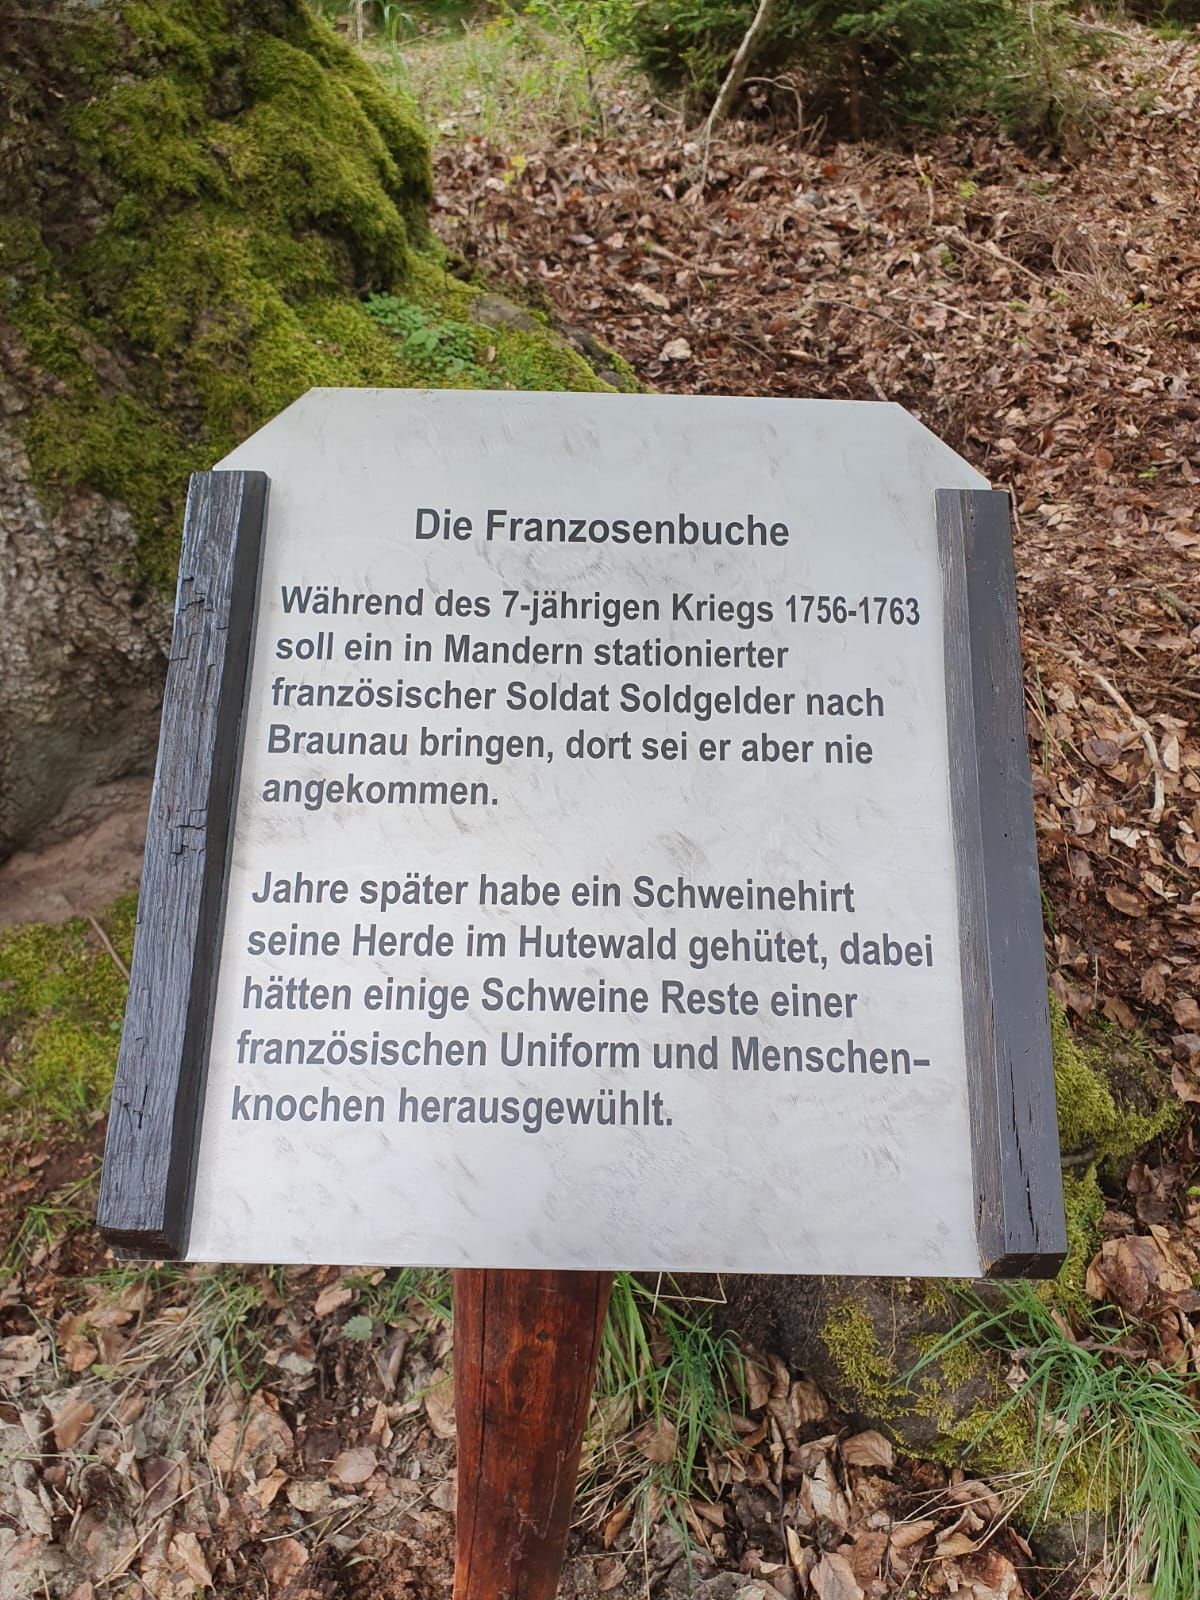 Die Franzosenbuche
Während des 7-jährigen Kriegs 1756-1763
soll ein in Mandern stationierter
französischer Soldat Soldgelder nach
Braunau bringen, dort sei er aber nie
angekommen.
Jahre später habe ein Schweinehirt
seine Herde im Hutewald gehütet, dabei
hätten einige Schweine Reste einer
französischen Uniform und Menschen-
knochen herausgewühlt.